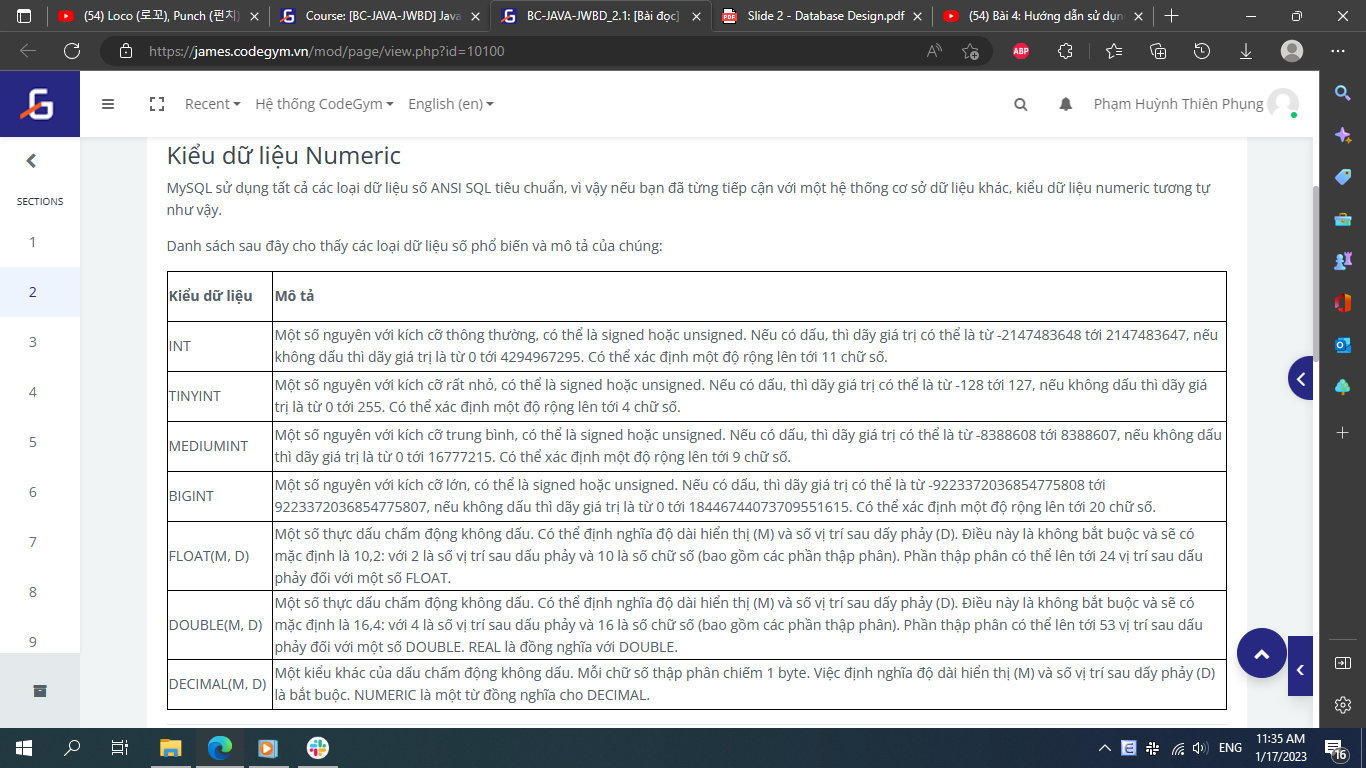 (54) Loco (로꼬), Punch (펀치)
Course: [BC-JAVA-JWBD] Java
BC-JAVA-JWBD_2.1: [Bài đọc]
Slide 2 - Database Design.pdf
(54) Bài 4: Hướng dẫn sử dụn
https://james.codegym.vn/mod/page/view.php?id=10100
ABP
Recent
Hệ thống CodeGym
English (en)
Phạm Huỳnh Thiên Phụng
SECTIONS
1
2
3
4
5
6
7
8
9
Kiểu dữ liệu Numeric
MySQL sử dụng tất cả các loại dữ liệu số ANSI SQL tiêu chuẩn, vì vậy nếu bạn đã từng tiếp cận với một hệ thống cơ sở dữ liệu khác, kiểu dữ liệu numeric tương tự
như vậy.
Danh sách sau đây cho thấy các loại dữ liệu số phổ biến và mô tả của chúng:
Kiểu dữ liệu
Mô tả
INT
Một số nguyên với kích cỡ thông thường, có thể là signed hoặc unsigned. Nếu có dấu, thì dãy giá trị có thể là từ -2147483648 tới 2147483647, nếu
không dấu thì dãy giá trị là từ 0 tới 4294967295. Có thể xác định một độ rộng lên tới 11 chữ số.
TINYINT
Một số nguyên với kích cỡ rất nhỏ, có thể là signed hoặc unsigned. Nếu có dấu, thì dãy giá trị có thể là từ -128 tới 127, nếu không dấu thì dãy giá
trị là từ 0 tới 255. Có thể xác định một độ rộng lên tới 4 chữ số.
MEDIUMINT
Một số nguyên với kích cỡ trung bình, có thể là signed hoặc unsigned. Nếu có dấu, thì dãy giá trị có thể là từ -8388608 tới 8388607, nếu không dấu
thì dãy giá trị là từ 0 tới 16777215. Có thể xác định một độ rộng lên tới 9 chữ số.
BIGINT
Một số nguyên với kích cỡ lớn, có thể là signed hoặc unsigned. Nếu có dấu, thì dãy giá trị có thể là từ -9223372036854775808 tới
9223372036854775807, nếu không dấu thì dãy giá trị là từ 0 tới 18446744073709551615. Có thể xác định một độ rộng lên tới 20 chữ số.
FLOAT(M, D)
Một số thực dấu chấm động không dấu. Có thể định nghĩa độ dài hiển thị (M) và số vị trí sau dấy phảy (D). Điều này là không bắt buộc và sẽ có
mặc định là 10,2: với 2 là số vị trí sau dấu phảy và 10 là số chữ số (bao gồm các phần thập phân). Phần thập phân có thể lên tới 24 vị trí sau dấu
phảy đối với một số FLOAT.
DOUBLE(M, D)
Một số thực dấu chấm động không dấu. Có thể định nghĩa độ dài hiển thị (M) và số vị trí sau dấy phảy (D). Điều này là không bắt buộc và sẽ có
mặc định là 16,4: với 4 là số vị trí sau dấu phảy và 16 là số chữ số (bao gồm các phần thập phân). Phần thập phân có thể lên tới 53 vị trí sau dấu
phảy đối với một số DOUBLE. REAL là đồng nghĩa với DOUBLE.
DECIMAL(M, D)
Một kiểu khác của dấu chấm động không dấu. Mỗi chữ số thập phân chiếm 1 byte. Việc định nghĩa độ dài hiển thị (M) và số vị trí sau dấy phảy (D)
là bắt buộc. NUMERIC là một từ đồng nghĩa cho DECIMAL.
ENG
11:35 AM
1/17/2023
16